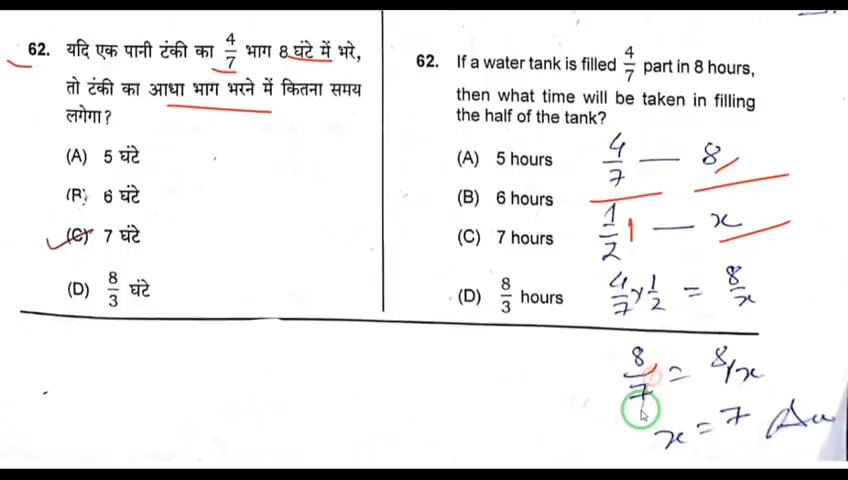 62. यदि एक पानी टंकी का 4/7 भाग 8 घंटे में भरे,
तो टंकी का आधा भाग भरने में कितना समय
लगेगा?
(A) 5 घंटे
(B) 6 घंटे
(C) 7 घंटे
(D) 8/3 घंटे
62. If a water tank is filled 4/7 part in 8 hours,
then what time will be taken in filling
the half of the tank?
(A) 5 hours
(B) 6 hours
(C) 7 hours
(D) 8/3 hours
4/7 — 8
1/2 — x
4/7 × 1/2 = 8/x
8/7 = 8/x
x = 7 Ans